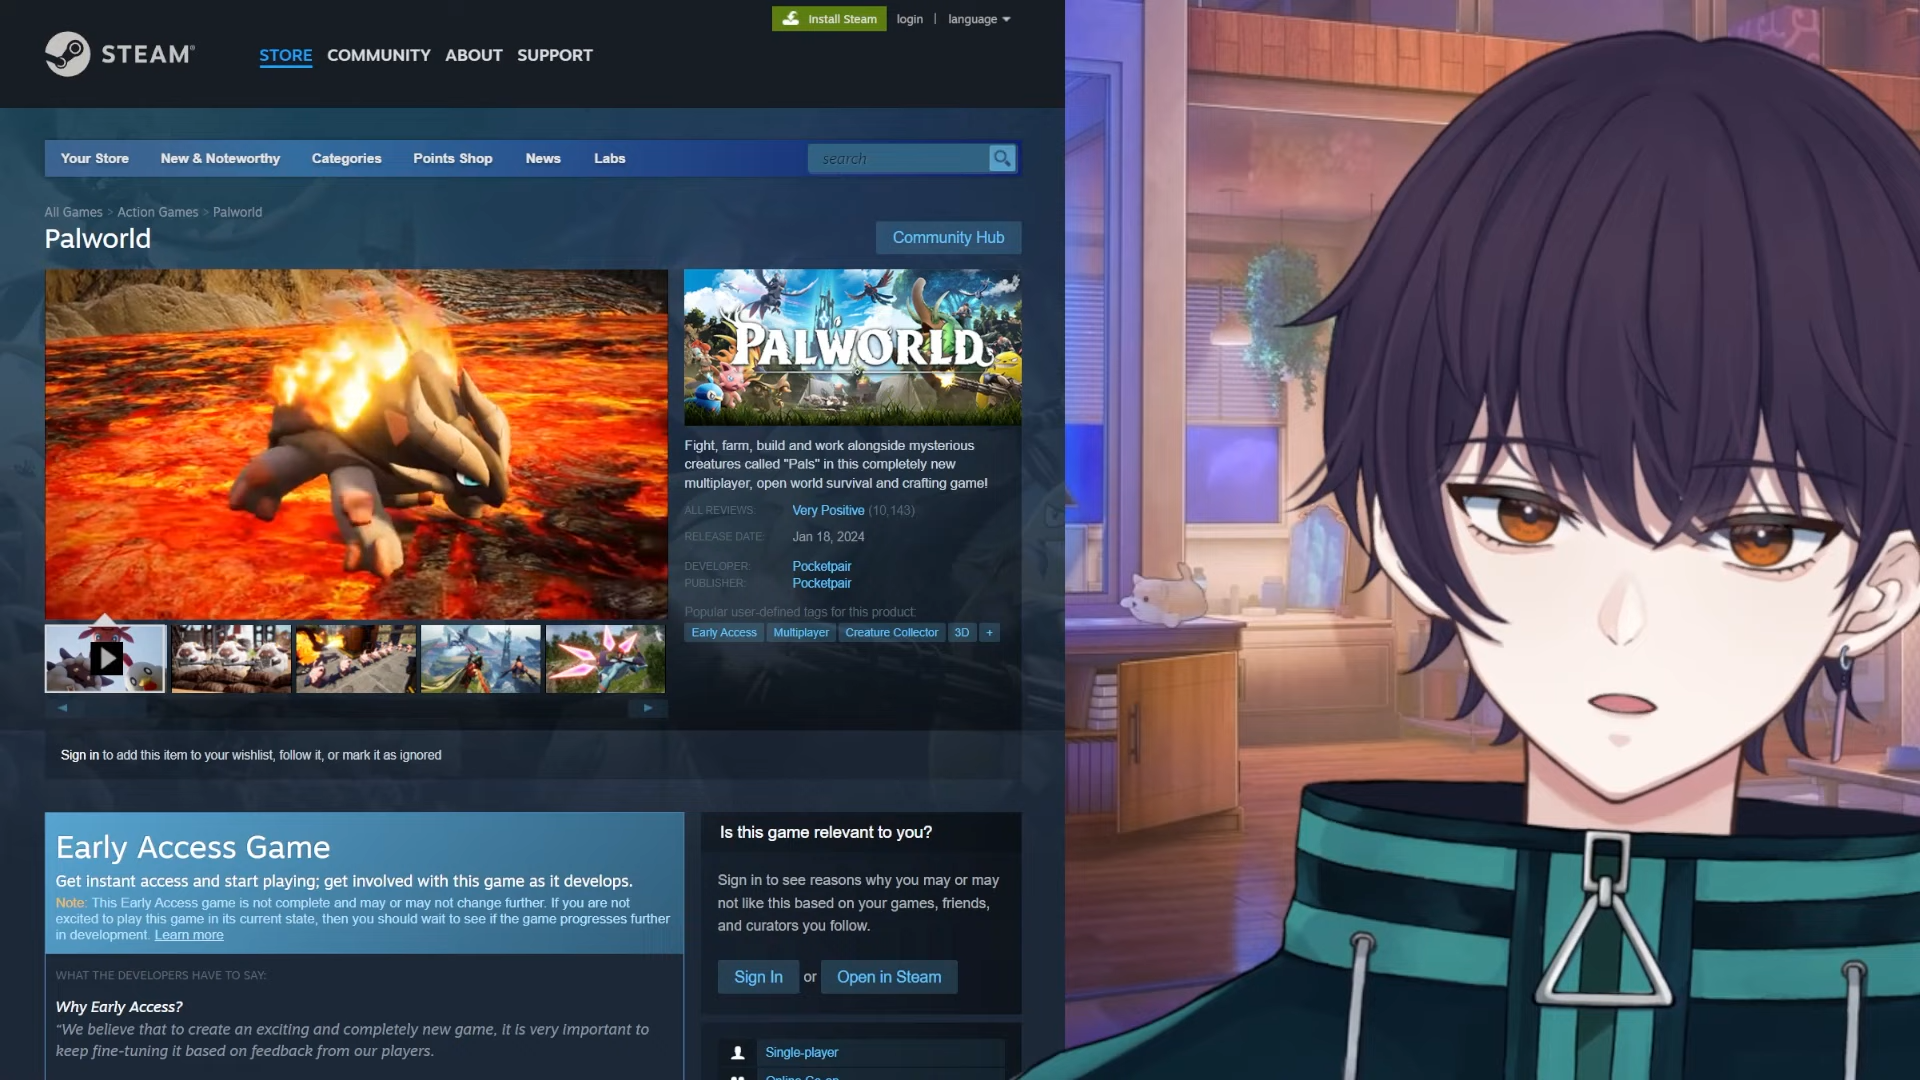 Install Steam
login | language
STEAM®
STORE COMMUNITY ABOUT SUPPORT
Your Store New & Noteworthy Categories Points Shop News Labs
search
All Games > Action Games > Palworld
Palworld
Community Hub
PALWORLD
Fight, farm, build and work alongside mysterious
creatures called "Pals" in this completely new
multiplayer, open world survival and crafting game!
ALL REVIEWS: Very Positive (10,143)
RELEASE DATE: Jan 18, 2024
DEVELOPER: Pocketpair
PUBLISHER: Pocketpair
Popular user-defined tags for this product:
Early Access Multiplayer Creature Collector 3D +
Sign in to add this item to your wishlist, follow it, or mark it as ignored
Early Access Game
Get instant access and start playing; get involved with this game as it develops.
Note: This Early Access game is not complete and may or may not change further. If you are not
excited to play this game in its current state, then you should wait to see if the game progresses further
in development. Learn more
WHAT THE DEVELOPERS HAVE TO SAY:
Why Early Access?
“We believe that to create an exciting and completely new game, it is very important to
keep fine-tuning it based on feedback from our players.
Is this game relevant to you?
Sign in to see reasons why you may or may
not like this based on your games, friends,
and curators you follow.
Sign In or Open in Steam
Single-player